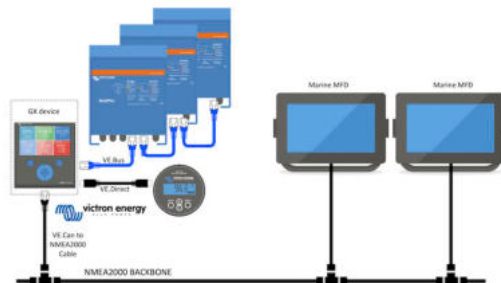 Marine MFD
Marine MFD
GX device
VE.Bus
VE.Direct
victron energy
VE.Can to
NMEA2000
Cable
NMEA2000 BACKBONE